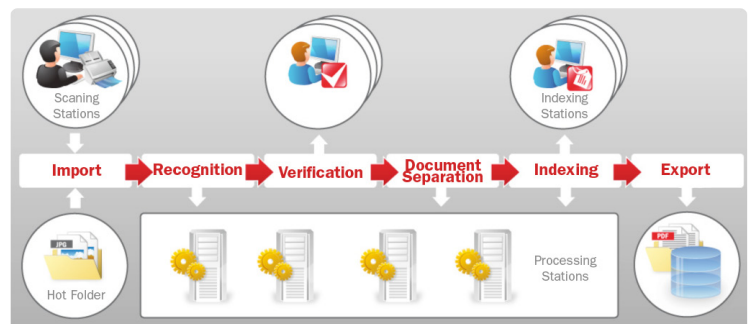 Scaning
Stations
Indexing
Stations
Import
Recognition
Verification
Document
Separation
Indexing
Export
JPG
Hot Folder
Processing
Stations
PDF